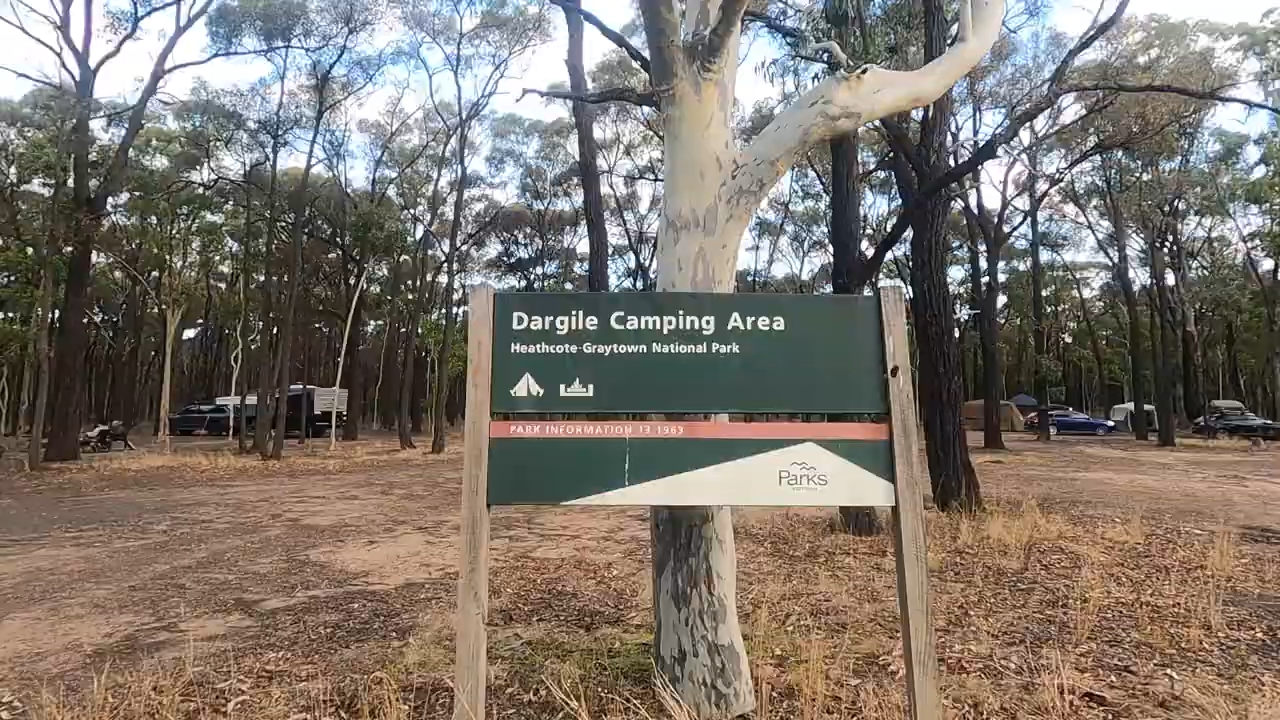 Dargile Camping Area
Heathcote-Graytown National Park
PARK INFORMATION 13 1963
Parks